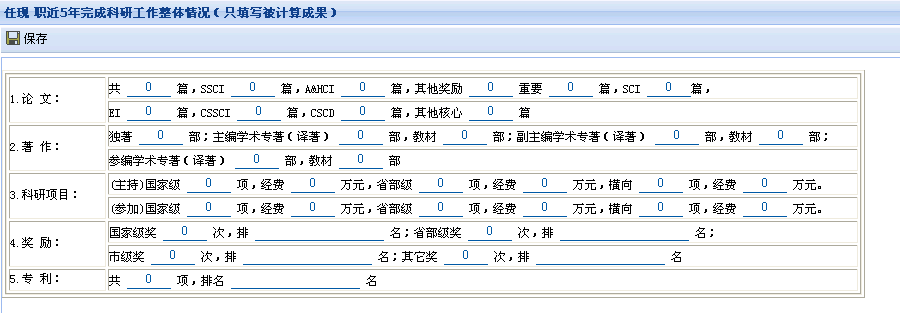 任现 职近5年完成科研工作整体情况（只填写被计算成果）
保存
1.论 文：
共 0 篇，SSCI 0 篇，A&HCI 0 篇，其他奖励 0 重要 0 篇，SCI 0 篇，
EI 0 篇，CSSCI 0 篇，CSCD 0 篇，其他核心 0 篇
2.著 作：
独著 0 部；主编学术专著（译著） 0 部，教材 0 部；副主编学术专著（译著） 0 部，教材 0 部；
参编学术专著（译著） 0 部，教材 0 部
3.科研项目：
(主持)国家级 0 项，经费 0 万元，省部级 0 项，经费 0 万元，横向 0 项，经费 0 万元。
(参加)国家级 0 项，经费 0 万元，省部级 0 项，经费 0 万元，横向 0 项，经费 0 万元。
4.奖 励：
国家级奖 0 次，排 名；省部级奖 0 次，排 名；
市级奖 0 次，排 名；其它奖 0 次，排 名
5.专 利：
共 0 项，排名 名